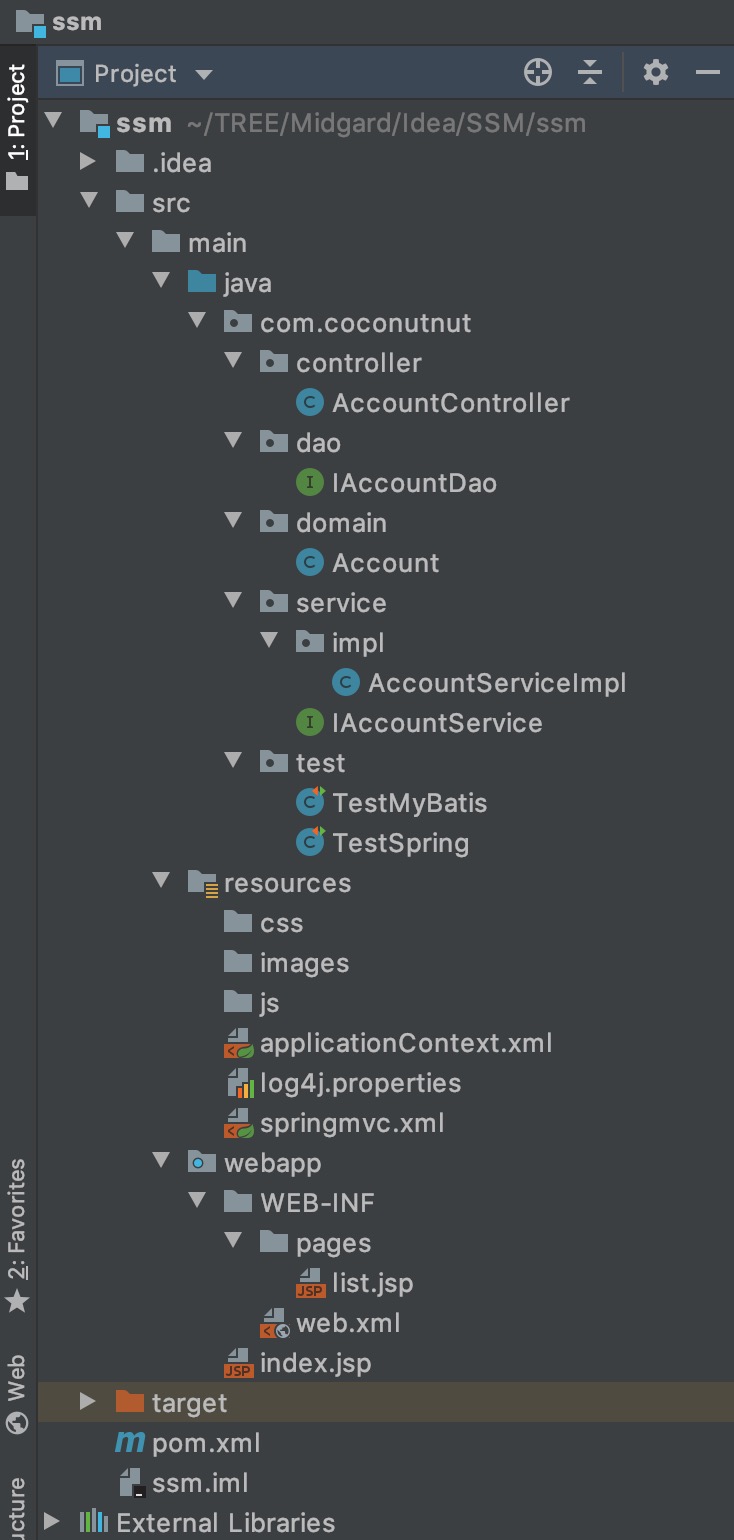 ssm
Project
ssm ~/TREE/Midgard/Idea/SSM/ssm
.idea
src
main
java
com.coconutnut
controller
C AccountController
dao
I IAccountDao
domain
C Account
service
impl
C AccountServiceImpl
I IAccountService
test
C TestMyBatis
C TestSpring
resources
css
images
js
applicationContext.xml
log4j.properties
springmvc.xml
webapp
WEB-INF
pages
JSP list.jsp
web.xml
JSP index.jsp
target
m pom.xml
ssm.iml
External Libraries
1: Project
2: Favorites
Web
ucture